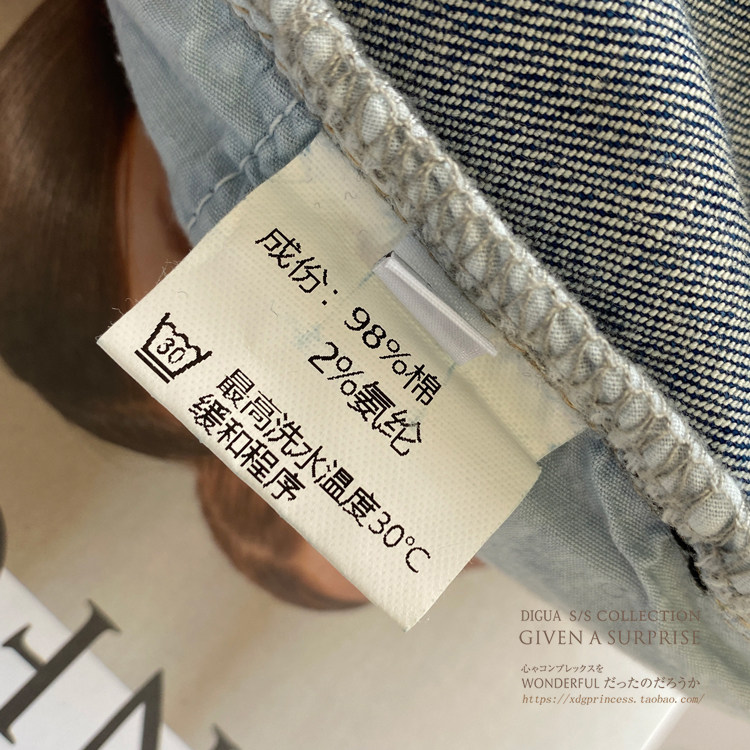 成份：98%棉
2%氨纶
30
最高洗水温度30℃
缓和程序
DIGUA S/S COLLECTION
GIVEN A SURPRISE
心ゃコンプレックスを
WONDERFUL だったのだろうか
https://xdgprincess.taobao.com/